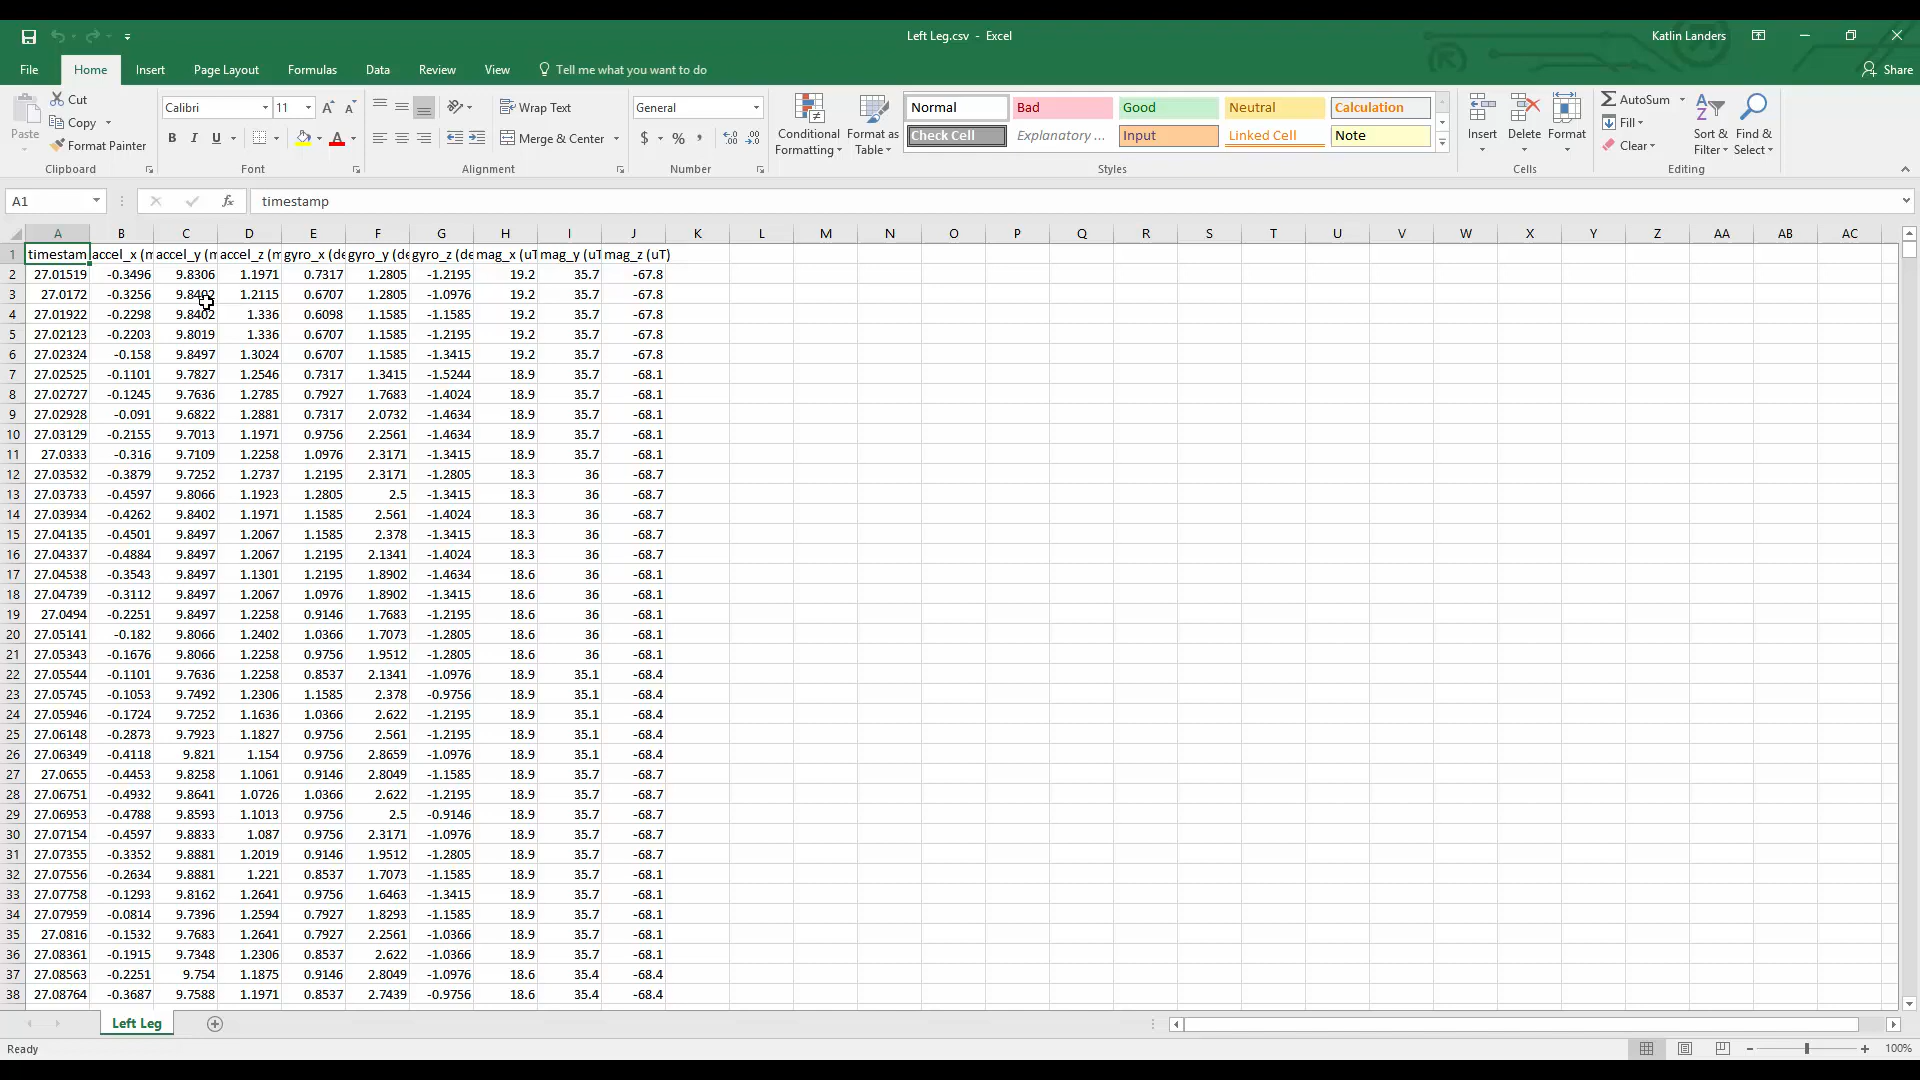 Left Leg.csv - Excel
Katlin Landers
File Home Insert Page Layout Formulas Data Review View Tell me what you want to do Share
Paste Cut Copy Format Painter Clipboard
Calibri 11 B I U A Font
Wrap Text Merge & Center Alignment
General $ % , Number
Conditional Formatting Format as Table
Normal Bad Good Neutral Calculation
Check Cell Explanatory ... Input Linked Cell Note
Styles
Insert Delete Format Cells
AutoSum Fill Clear Sort & Filter Find & Select Editing
A1 fx timestamp
A B C D E F G H I J K L M N O P Q R S T U V W X Y Z AA AB AC
1 timestam accel_x (m accel_y (m accel_z (m gyro_x (de gyro_y (de gyro_z (de mag_x (uT mag_y (uT mag_z (uT)
2 27.01519 -0.3496 9.8306 1.1971 0.7317 1.2805 -1.2195 19.2 35.7 -67.8
3 27.0172 -0.3256 9.8402 1.2115 0.6707 1.2805 -1.0976 19.2 35.7 -67.8
4 27.01922 -0.2298 9.8402 1.336 0.6098 1.1585 -1.1585 19.2 35.7 -67.8
5 27.02123 -0.2203 9.8019 1.336 0.6707 1.1585 -1.2195 19.2 35.7 -67.8
6 27.02324 -0.158 9.8497 1.3024 0.6707 1.1585 -1.3415 19.2 35.7 -67.8
7 27.02525 -0.1101 9.7827 1.2546 0.7317 1.3415 -1.5244 18.9 35.7 -68.1
8 27.02727 -0.1245 9.7636 1.2785 0.7927 1.7683 -1.4024 18.9 35.7 -68.1
9 27.02928 -0.091 9.6822 1.2881 0.7317 2.0732 -1.4634 18.9 35.7 -68.1
10 27.03129 -0.2155 9.7013 1.1971 0.9756 2.2561 -1.4634 18.9 35.7 -68.1
11 27.0333 -0.316 9.7109 1.2258 1.0976 2.3171 -1.3415 18.9 35.7 -68.1
12 27.03532 -0.3879 9.7252 1.2737 1.2195 2.3171 -1.2805 18.3 36 -68.7
13 27.03733 -0.4597 9.8066 1.1923 1.2805 2.5 -1.3415 18.3 36 -68.7
14 27.03934 -0.4262 9.8402 1.1971 1.1585 2.561 -1.4024 18.3 36 -68.7
15 27.04135 -0.4501 9.8497 1.2067 1.1585 2.378 -1.3415 18.3 36 -68.7
16 27.04337 -0.4884 9.8497 1.2067 1.2195 2.1341 -1.4024 18.3 36 -68.7
17 27.04538 -0.3543 9.8497 1.1301 1.2195 1.8902 -1.4634 18.6 36 -68.1
18 27.04739 -0.3112 9.8497 1.2067 1.0976 1.8902 -1.3415 18.6 36 -68.1
19 27.0494 -0.2251 9.8497 1.2258 0.9146 1.7683 -1.2195 18.6 36 -68.1
20 27.05141 -0.182 9.8066 1.2402 1.0366 1.7073 -1.2805 18.6 36 -68.1
21 27.05343 -0.1676 9.8066 1.2258 0.9756 1.9512 -1.2805 18.6 36 -68.1
22 27.05544 -0.1101 9.7636 1.2258 0.8537 2.1341 -1.0976 18.9 35.1 -68.4
23 27.05745 -0.1053 9.7492 1.2306 1.1585 2.378 -0.9756 18.9 35.1 -68.4
24 27.05946 -0.1724 9.7252 1.1636 1.0366 2.622 -1.2195 18.9 35.1 -68.4
25 27.06148 -0.2873 9.7923 1.1827 0.9756 2.561 -1.2195 18.9 35.1 -68.4
26 27.06349 -0.4118 9.821 1.154 0.9756 2.8659 -1.0976 18.9 35.1 -68.4
27 27.0655 -0.4453 9.8258 1.1061 0.9146 2.8049 -1.1585 18.9 35.7 -68.7
28 27.06751 -0.4932 9.8641 1.0726 1.0366 2.622 -1.2195 18.9 35.7 -68.7
29 27.06953 -0.4788 9.8593 1.1013 0.9756 2.5 -0.9146 18.9 35.7 -68.7
30 27.07154 -0.4597 9.8833 1.087 0.9756 2.3171 -1.0976 18.9 35.7 -68.7
31 27.07355 -0.3352 9.8881 1.2019 0.9146 1.9512 -1.2805 18.9 35.7 -68.7
32 27.07556 -0.2634 9.8881 1.221 0.8537 1.7073 -1.1585 18.9 35.7 -68.1
33 27.07758 -0.1293 9.8162 1.2641 0.9756 1.6463 -1.3415 18.9 35.7 -68.1
34 27.07959 -0.0814 9.7396 1.2594 0.7927 1.8293 -1.1585 18.9 35.7 -68.1
35 27.0816 -0.1532 9.7683 1.2641 0.7927 2.2561 -1.0366 18.9 35.7 -68.1
36 27.08361 -0.1915 9.7348 1.2306 0.8537 2.622 -1.0366 18.9 35.7 -68.1
37 27.08563 -0.2251 9.754 1.1875 0.9146 2.8049 -1.0976 18.6 35.4 -68.4
38 27.08764 -0.3687 9.7588 1.1971 0.8537 2.7439 -0.9756 18.6 35.4 -68.4
Left Leg
Ready 100%